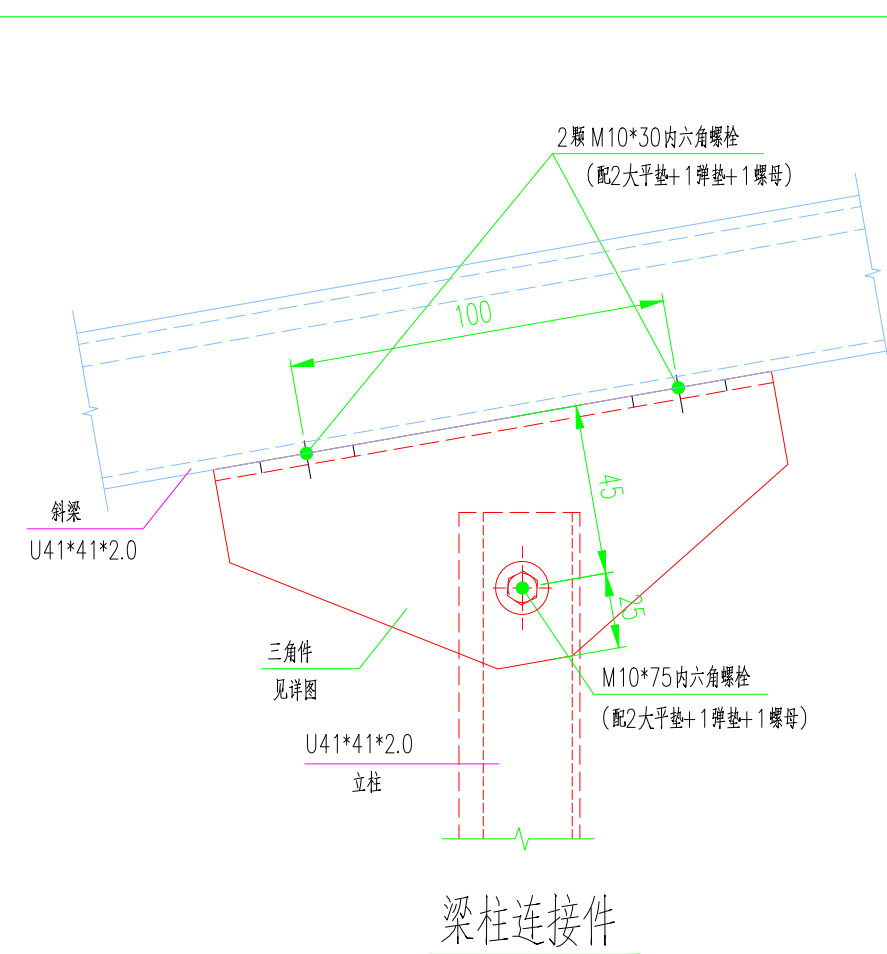 2颗 M10*30内六角螺栓
(配2大平垫+1弹垫+1螺母)
100
45
25
斜梁
U41*41*2.0
三角件
见详图
M10*75内六角螺栓
(配2大平垫+1弹垫+1螺母)
U41*41*2.0
立柱
梁柱连接件